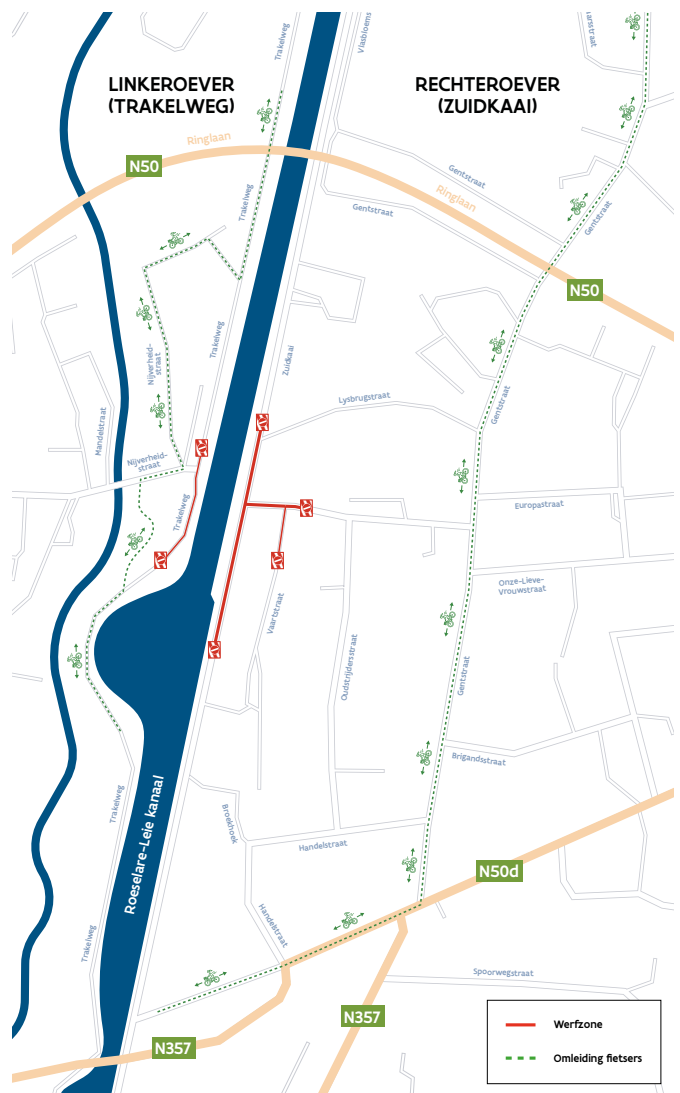 Trakelweg
Vlasbloemstr
LINKEROEVER
(TRAKELWEG)
RECHTEROEVER
(ZUIDKAAI)
Ringlaan
N50
Gentstraat
Ringlaan
Trakelweg
Gentstraat
Gentstraat
N50
Trakelweg
Nijverheid-
straat
Zuidkaai
Lysbrugstraat
Gentstraat
Mandelstraat
Nijverheid-
straat
Trakelweg
Europastraat
Onze-Lieve-
Vrouwstraat
Vaartstraat
Oudstrijdersstraat
Gentstraat
Brigandsstraat
Trakelweg
Roeselare-Leie kanaal
Broekhoek
Handelstraat
N50d
Handelstraat
Trakelweg
Spoorwegstraat
N357
N357
Werfzone
Omleiding fietsers